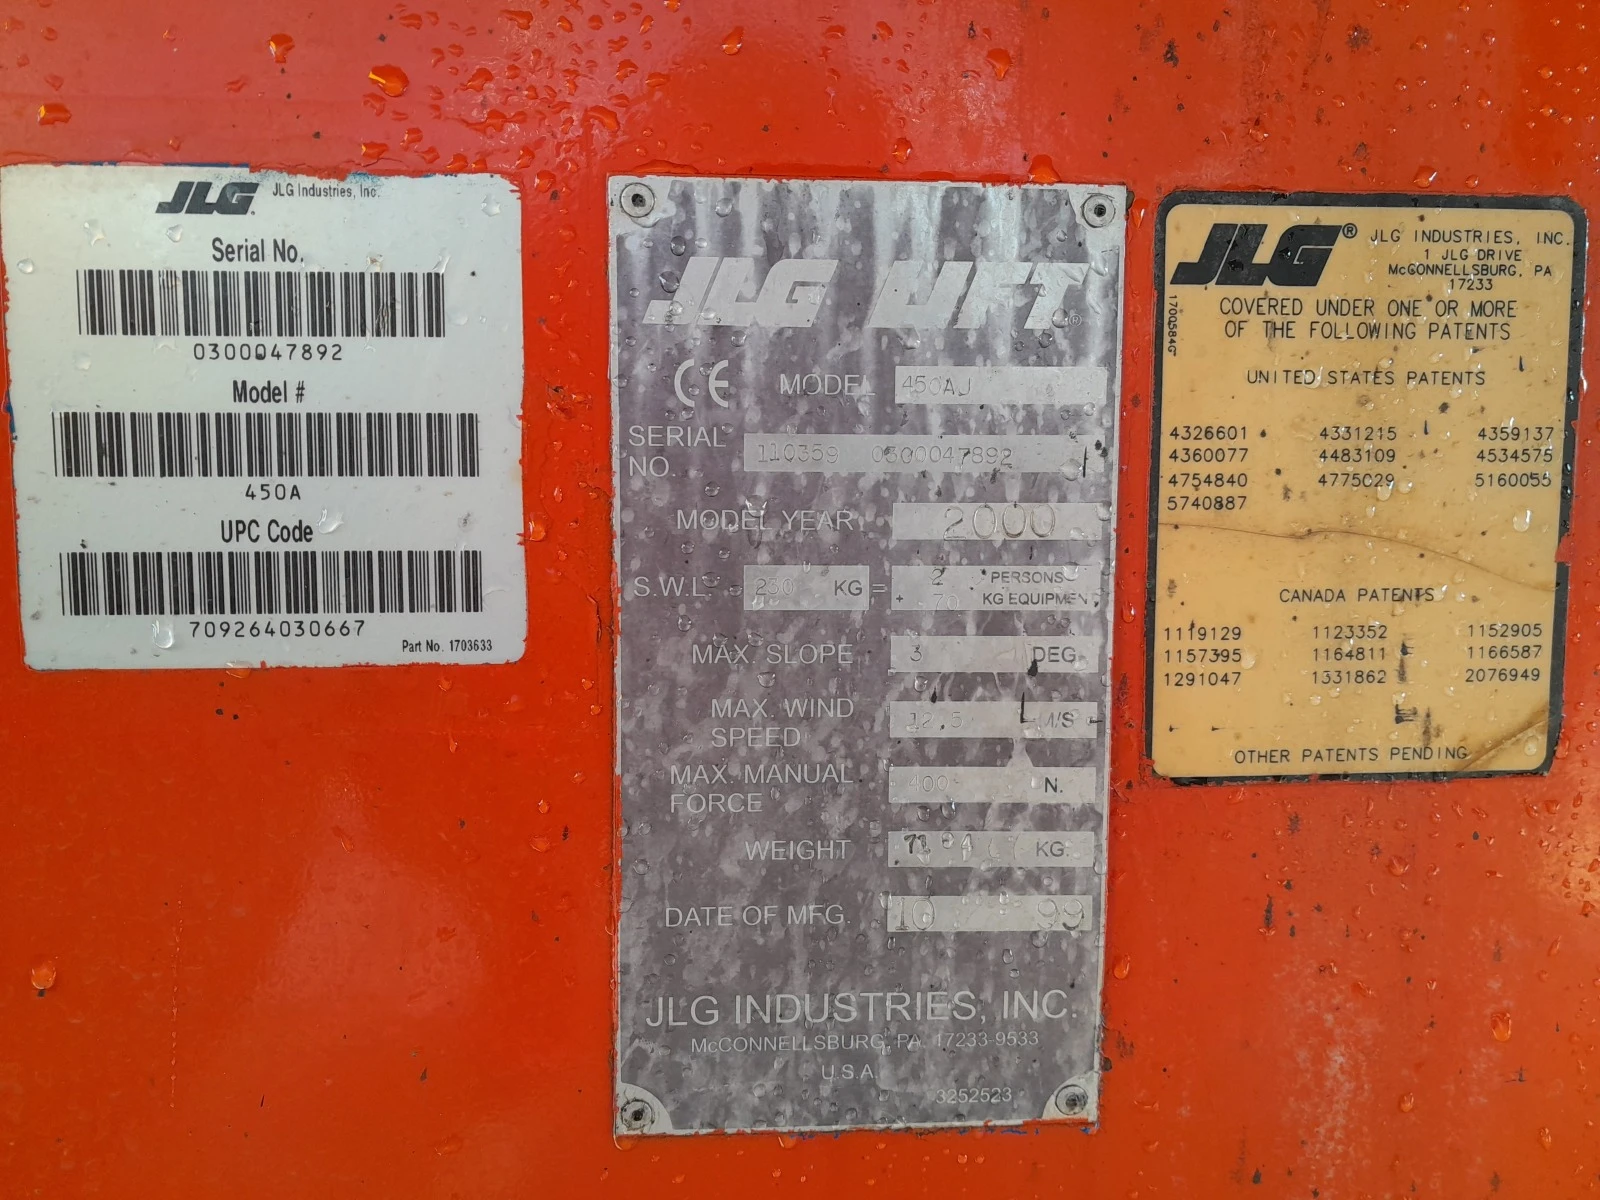 JLG JLG Industries, Inc.
Serial No.
0300047892
Model #
450A
UPC Code
709264030667
Part No. 1703633
JLG LIFT®
CE MODEL 450AJ
SERIAL NO. 110359 0300047892
MODEL YEAR 2000
S.W.L. = 230 KG = 2 PERSONS
+ 70 KG EQUIPMENT
MAX. SLOPE 3 DEG
MAX. WIND SPEED 12.5 M/S
MAX. MANUAL FORCE 400 N.
WEIGHT KG.
DATE OF MFG. 10 99
JLG INDUSTRIES, INC.
McCONNELLSBURG, PA. 17233-9533
U.S.A.
3252523
JLG® JLG INDUSTRIES, INC.
1 JLG DRIVE
McCONNELLSBURG, PA
17233
1700584G
COVERED UNDER ONE OR MORE
OF THE FOLLOWING PATENTS
UNITED STATES PATENTS
4326601 4331215 4359137
4360077 4483109 4534575
4754840 4775029 5160055
5740887
CANADA PATENTS
1119129 1123352 1152905
1157395 1164811 1166587
1291047 1331862 2076949
OTHER PATENTS PENDING